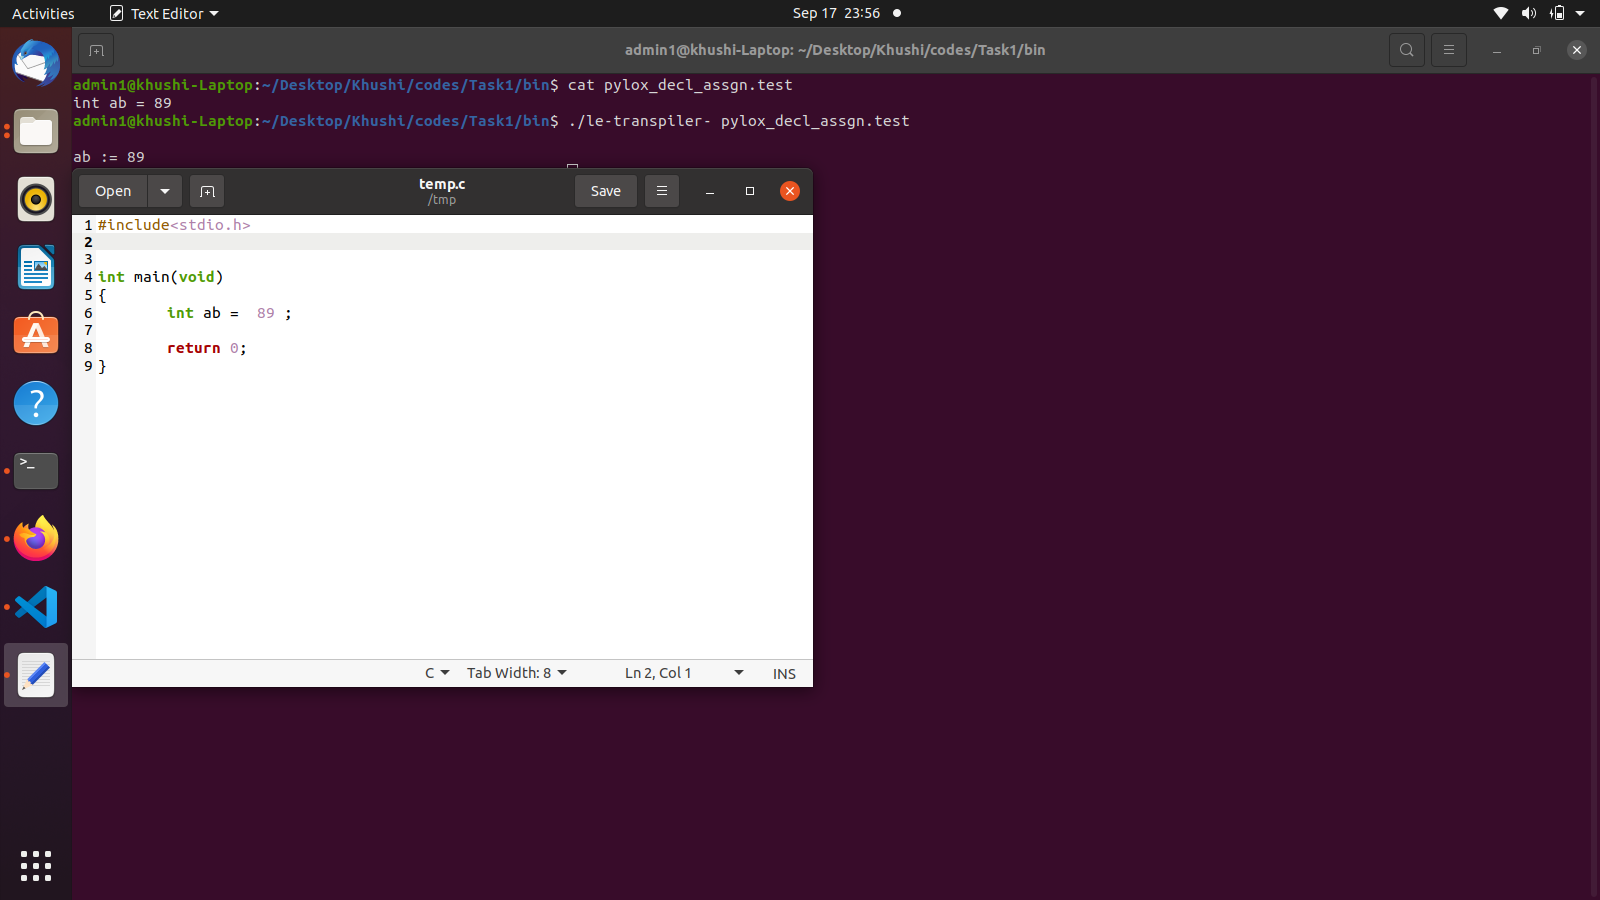 Activities Text Editor Sep 17 23:56
admin1@khushi-Laptop: ~/Desktop/Khushi/codes/Task1/bin
admin1@khushi-Laptop:~/Desktop/Khushi/codes/Task1/bin$ cat pylox_decl_assgn.test
int ab = 89
admin1@khushi-Laptop:~/Desktop/Khushi/codes/Task1/bin$ ./le-transpiler- pylox_decl_assgn.test
ab := 89
Open temp.c Save
/tmp
1 #include<stdio.h>
2
3
4 int main(void)
5 {
6 int ab =  89 ;
7
8 return 0;
9 }
C Tab Width: 8 Ln 2, Col 1 INS